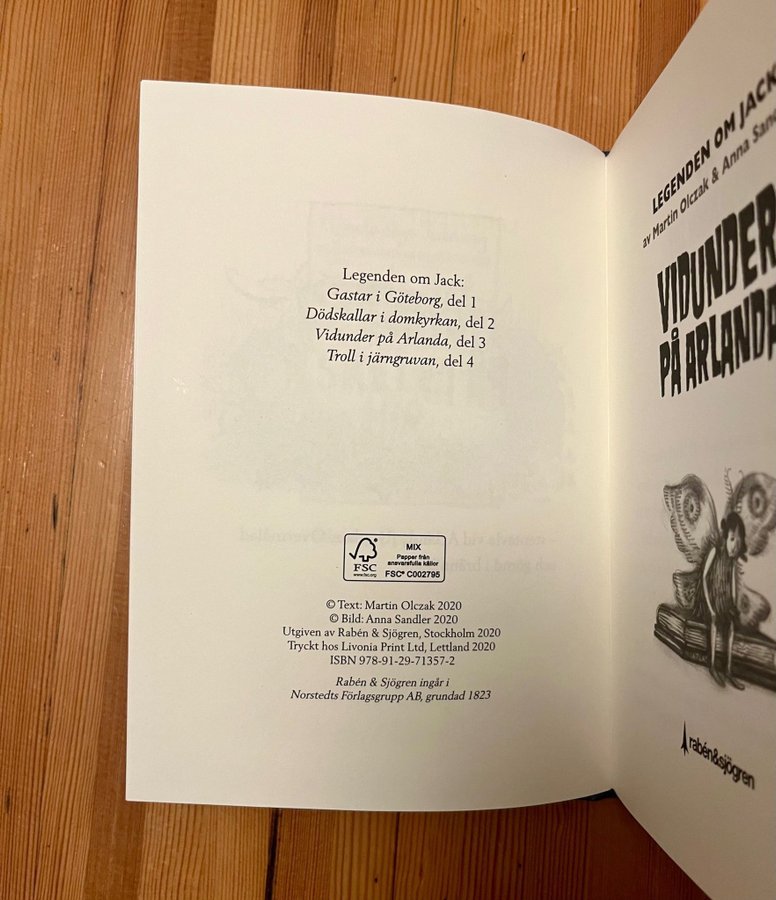 Legenden om Jack:
Gastar i Göteborg, del 1
Dödskallar i domkyrkan, del 2
Vidunder på Arlanda, del 3
Troll i järngruvan, del 4
FSC
www.fsc.org
MIX
Papper från
ansvarsfulla källor
FSC® C002795
© Text: Martin Olczak 2020
© Bild: Anna Sandler 2020
Utgiven av Rabén & Sjögren, Stockholm 2020
Tryckt hos Livonia Print Ltd, Lettland 2020
ISBN 978-91-29-71357-2
Rabén & Sjögren ingår i
Norstedts Förlagsgrupp AB, grundad 1823
LEGENDEN OM JACK
av Martin Olczak & Anna Sand
VIDUNDER
PÅ ARLANDA
rabén&sjögren